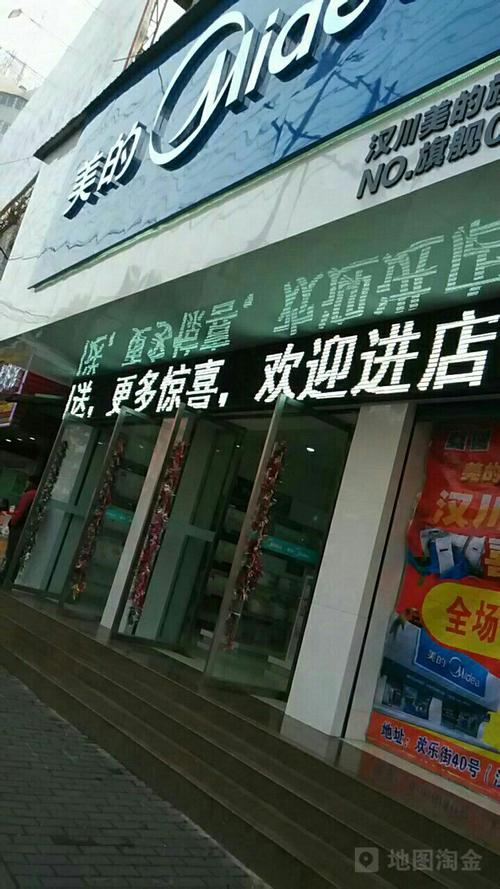 美的 Midea
汉川美的
NO.旗舰
送，更多惊喜，欢迎进店
美的
汉川
全场
美的 Midea
地址：欢乐街40号（
地图淘金